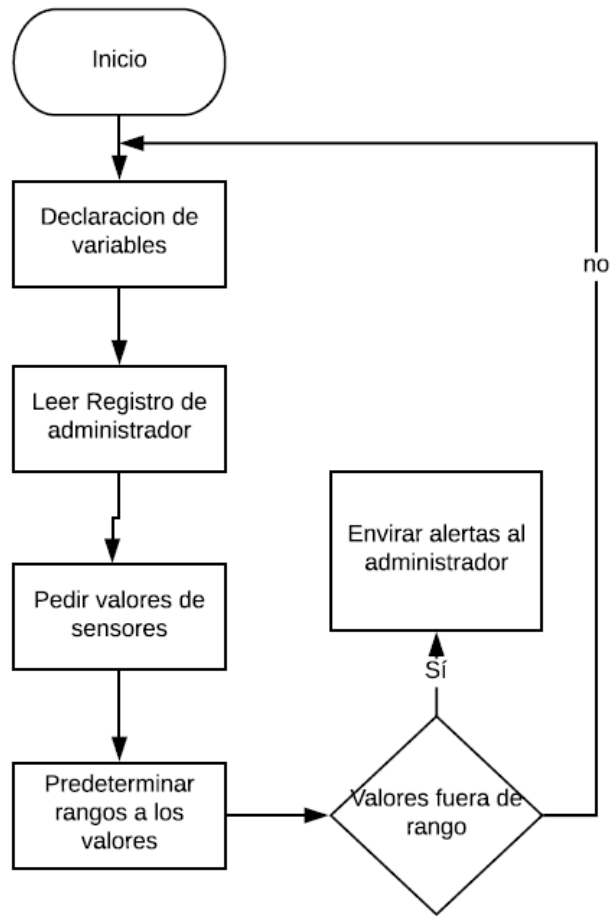 Inicio
Declaracion de
variables
no
Leer Registro de
administrador
Envirar alertas al
administrador
Pedir valores de
sensores
Sí
Predeterminar
rangos a los
valores
Valores fuera de
rango